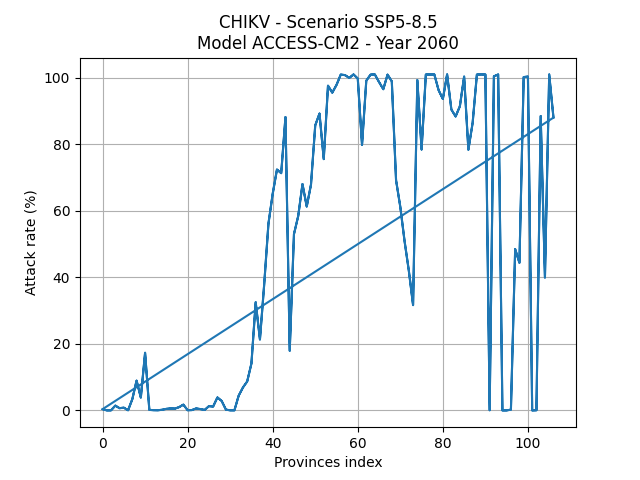 CHIKV - Scenario SSP5-8.5
Model ACCESS-CM2 - Year 2060
Attack rate (%)
100
80
60
40
20
0
0 20 40 60 80 100
Provinces index